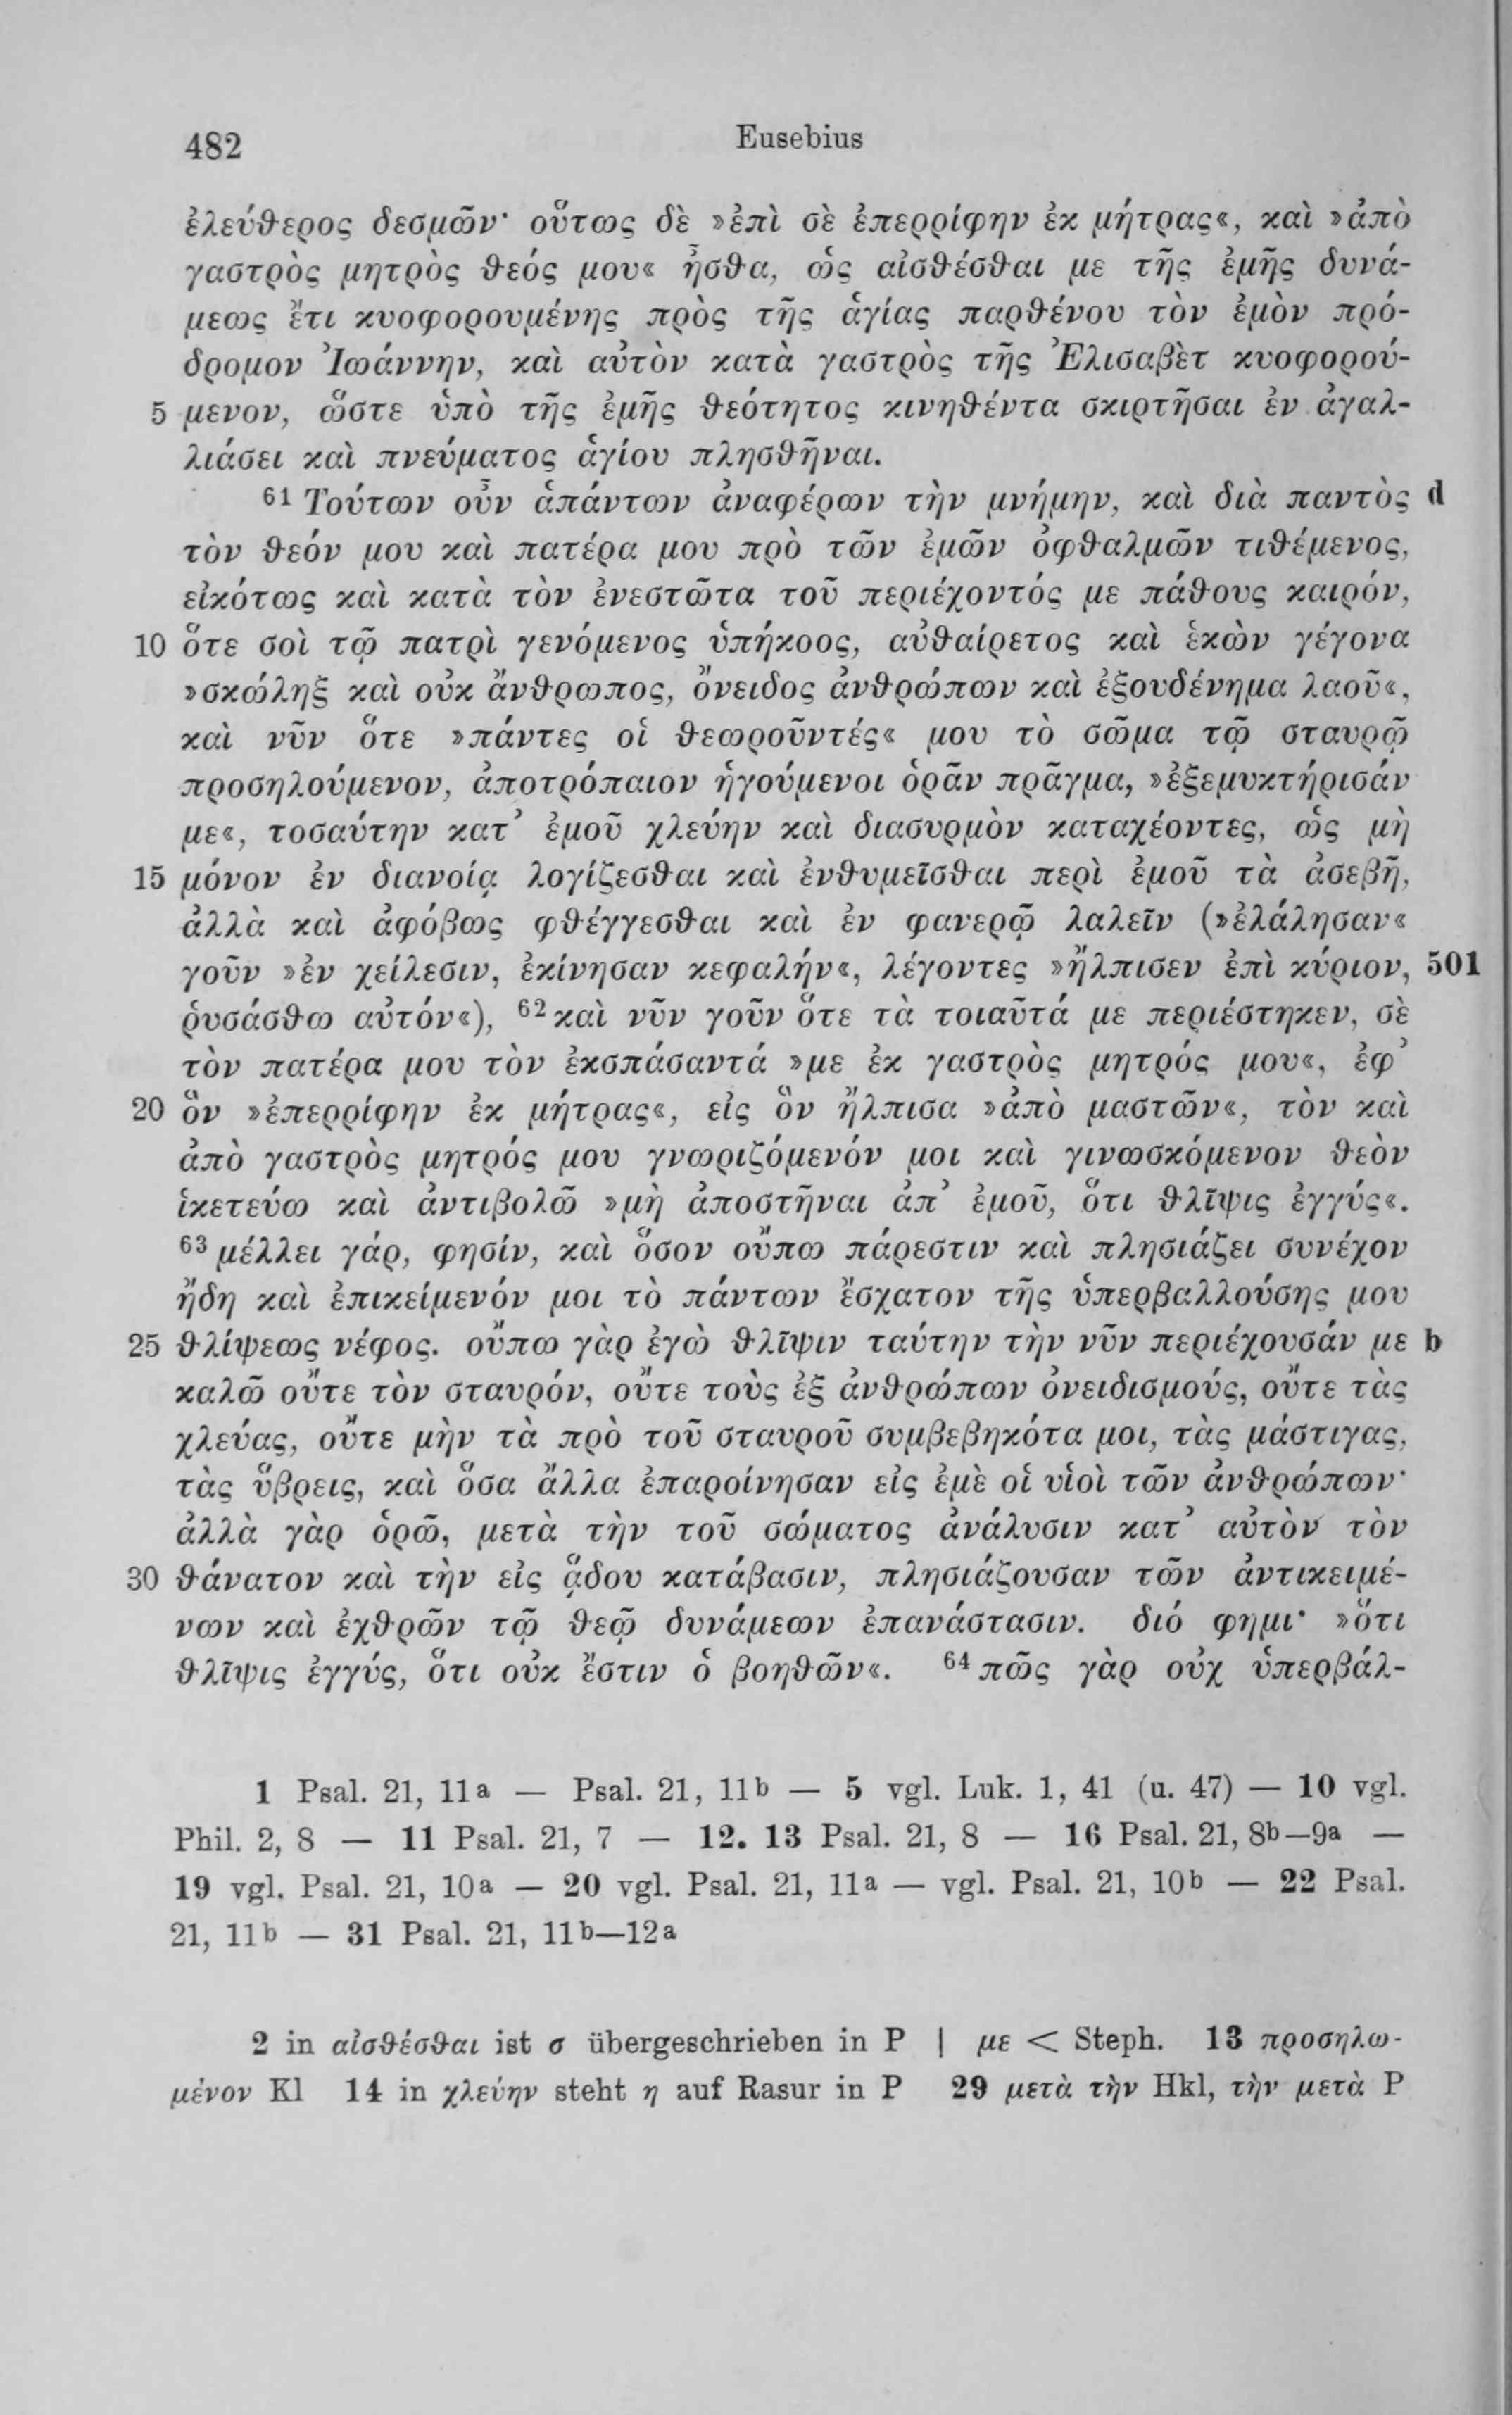 482
Eusebius
ἐλεύθερος δεσμῶν· οὕτως δὲ »ἐπὶ σὲ ἐπερρίφην ἐκ μήτρας«, καὶ »ἀπὸ
γαστρὸς μητρὸς θεός μου« ἦσθα, ὡς αἰσθέσθαι με τῆς ἐμῆς δυνά-
μεως ἔτι κυοφορουμένης πρὸς τῆς ἁγίας παρθένου τὸν ἐμὸν πρό-
δρομον Ἰωάννην, καὶ αὐτὸν κατὰ γαστρὸς τῆς Ἐλισαβὲτ κυοφορού-
5 μενον, ὥστε ὑπὸ τῆς ἐμῆς θεότητος κινηθέντα σκιρτῆσαι ἐν ἀγαλ-
λιάσει καὶ πνεύματος ἁγίου πλησθῆναι.
61 Τούτων οὖν ἁπάντων ἀναφέρων τὴν μνήμην, καὶ διὰ παντὸς d
τὸν θεόν μου καὶ πατέρα μου πρὸ τῶν ἐμῶν ὀφθαλμῶν τιθέμενος,
εἰκότως καὶ κατὰ τὸν ἐνεστῶτα τοῦ περιέχοντός με πάθους καιρόν,
10 ὅτε σοὶ τῷ πατρὶ γενόμενος ὑπήκοος, αὐθαίρετος καὶ ἑκὼν γέγονα
»σκώληξ καὶ οὐκ ἄνθρωπος, ὄνειδος ἀνθρώπων καὶ ἐξουδένημα λαοῦ«,
καὶ νῦν ὅτε »πάντες οἱ θεωροῦντές« μου τὸ σῶμα τῷ σταυρῷ
προσηλούμενον, ἀποτρόπαιον ἡγούμενοι ὁρᾶν πρᾶγμα, »ἐξεμυκτήρισάν
με«, τοσαύτην κατ’ ἐμοῦ χλεύην καὶ διασυρμὸν καταχέοντες, ὡς μὴ
15 μόνον ἐν διανοίᾳ λογίζεσθαι καὶ ἐνθυμεῖσθαι περὶ ἐμοῦ τὰ ἀσεβῆ,
ἀλλὰ καὶ ἀφόβως φθέγγεσθαι καὶ ἐν φανερῷ λαλεῖν (»ἐλάλησαν«
γοῦν »ἐν χείλεσιν, ἐκίνησαν κεφαλήν«, λέγοντες »ἤλπισεν ἐπὶ κύριον, 501
ῥυσάσθω αὐτόν«), 62 καὶ νῦν γοῦν ὅτε τὰ τοιαῦτά με περιέστηκεν, σὲ
τὸν πατέρα μου τὸν ἐκσπάσαντά »με ἐκ γαστρὸς μητρός μου«, ἐφ’
20 ὃν »ἐπερρίφην ἐκ μήτρας«, εἰς ὃν ἤλπισα »ἀπὸ μαστῶν«, τὸν καὶ
ἀπὸ γαστρὸς μητρός μου γνωριζόμενόν μοι καὶ γινωσκόμενον θεὸν
ἱκετεύω καὶ ἀντιβολῶ »μὴ ἀποστῆναι ἀπ’ ἐμοῦ, ὅτι θλῖψις ἐγγύς«.
63 μέλλει γάρ, φησίν, καὶ ὅσον οὔπω πάρεστιν καὶ πλησιάζει συνέχον
ἤδη καὶ ἐπικείμενόν μοι τὸ πάντων ἔσχατον τῆς ὑπερβαλλούσης μου
25 θλίψεως νέφος. οὔπω γὰρ ἐγὼ θλῖψιν ταύτην τὴν νῦν περιέχουσάν με b
καλῶ οὔτε τὸν σταυρόν, οὔτε τοὺς ἐξ ἀνθρώπων ὀνειδισμούς, οὔτε τὰς
χλεύας, οὔτε μὴν τὰ πρὸ τοῦ σταυροῦ συμβεβηκότα μοι, τὰς μάστιγας,
τὰς ὕβρεις, καὶ ὅσα ἄλλα ἐπαροίνησαν εἰς ἐμὲ οἱ υἱοὶ τῶν ἀνθρώπων·
ἀλλὰ γὰρ ὁρῶ, μετὰ τὴν τοῦ σώματος ἀνάλυσιν κατ’ αὐτὸν τὸν
30 θάνατον καὶ τὴν εἰς ᾅδου κατάβασιν, πλησιάζουσαν τῶν ἀντικειμέ-
νων καὶ ἐχθρῶν τῷ θεῷ δυνάμεων ἐπανάστασιν. διό φημι· »ὅτι
θλῖψις ἐγγύς, ὅτι οὐκ ἔστιν ὁ βοηθῶν«. 64 πῶς γὰρ οὐχ ὑπερβάλ-
1 Psal. 21, 11a — Psal. 21, 11b — 5 vgl. Luk. 1, 41 (u. 47) — 10 vgl.
Phil. 2, 8 — 11 Psal. 21, 7 — 12. 13 Psal. 21, 8 — 16 Psal. 21, 8b—9a —
19 vgl. Psal. 21, 10a — 20 vgl. Psal. 21, 11a — vgl. Psal. 21, 10b — 22 Psal.
21, 11b — 31 Psal. 21, 11b—12a
2 in αἰσθέσθαι ist σ übergeschrieben in P | με < Steph. 13 προσηλω-
μένον Kl 14 in χλεύην steht η auf Rasur in P 29 μετὰ τὴν Hkl, τὴν μετὰ P